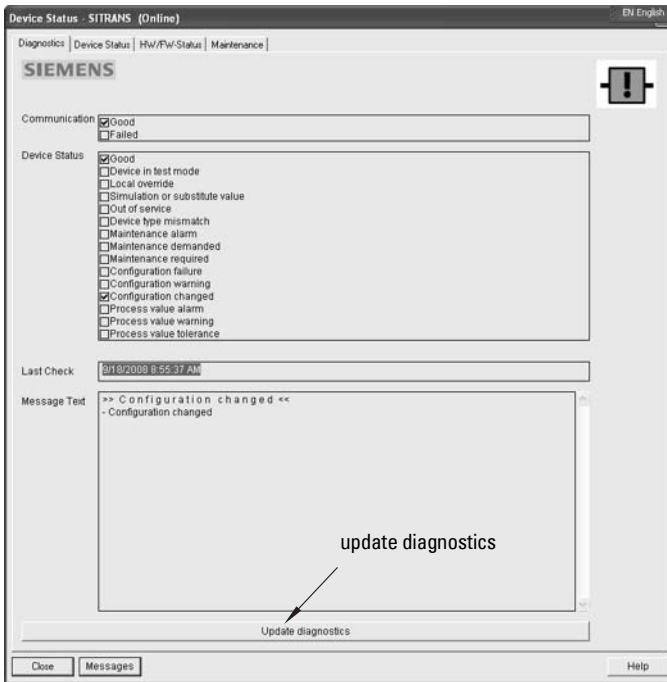 Device Status - SITRANS (Online)
EN English
Diagnostics
Device Status
HW/FW-Status
Maintenance
SIEMENS
Communication
Good
Failed
Device Status
Good
Device in test mode
Local override
Simulation or substitute value
Out of service
Device type mismatch
Maintenance alarm
Maintenance demanded
Maintenance required
Configuration failure
Configuration warning
Configuration changed
Process value alarm
Process value warning
Process value tolerance
Last Check
9/18/2008 8:55:37 AM
Message Text
>> Configuration changed <<
- Configuration changed
update diagnostics
Update diagnostics
Close
Messages
Help